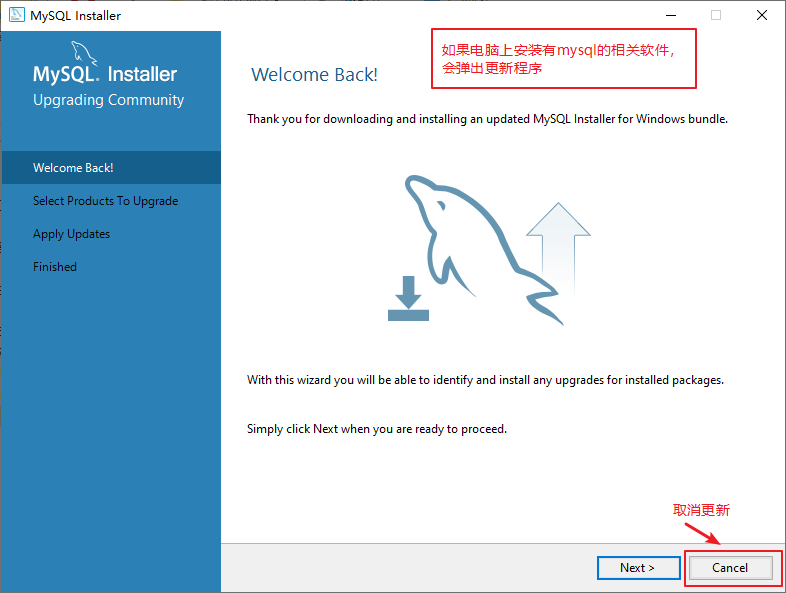 MySQL Installer
MySQL. Installer
Upgrading Community
Welcome Back!
Select Products To Upgrade
Apply Updates
Finished
Welcome Back!
如果电脑上安装有mysql的相关软件，
会弹出更新程序
Thank you for downloading and installing an updated MySQL Installer for Windows bundle.
With this wizard you will be able to identify and install any upgrades for installed packages.
Simply click Next when you are ready to proceed.
取消更新
Next >
Cancel